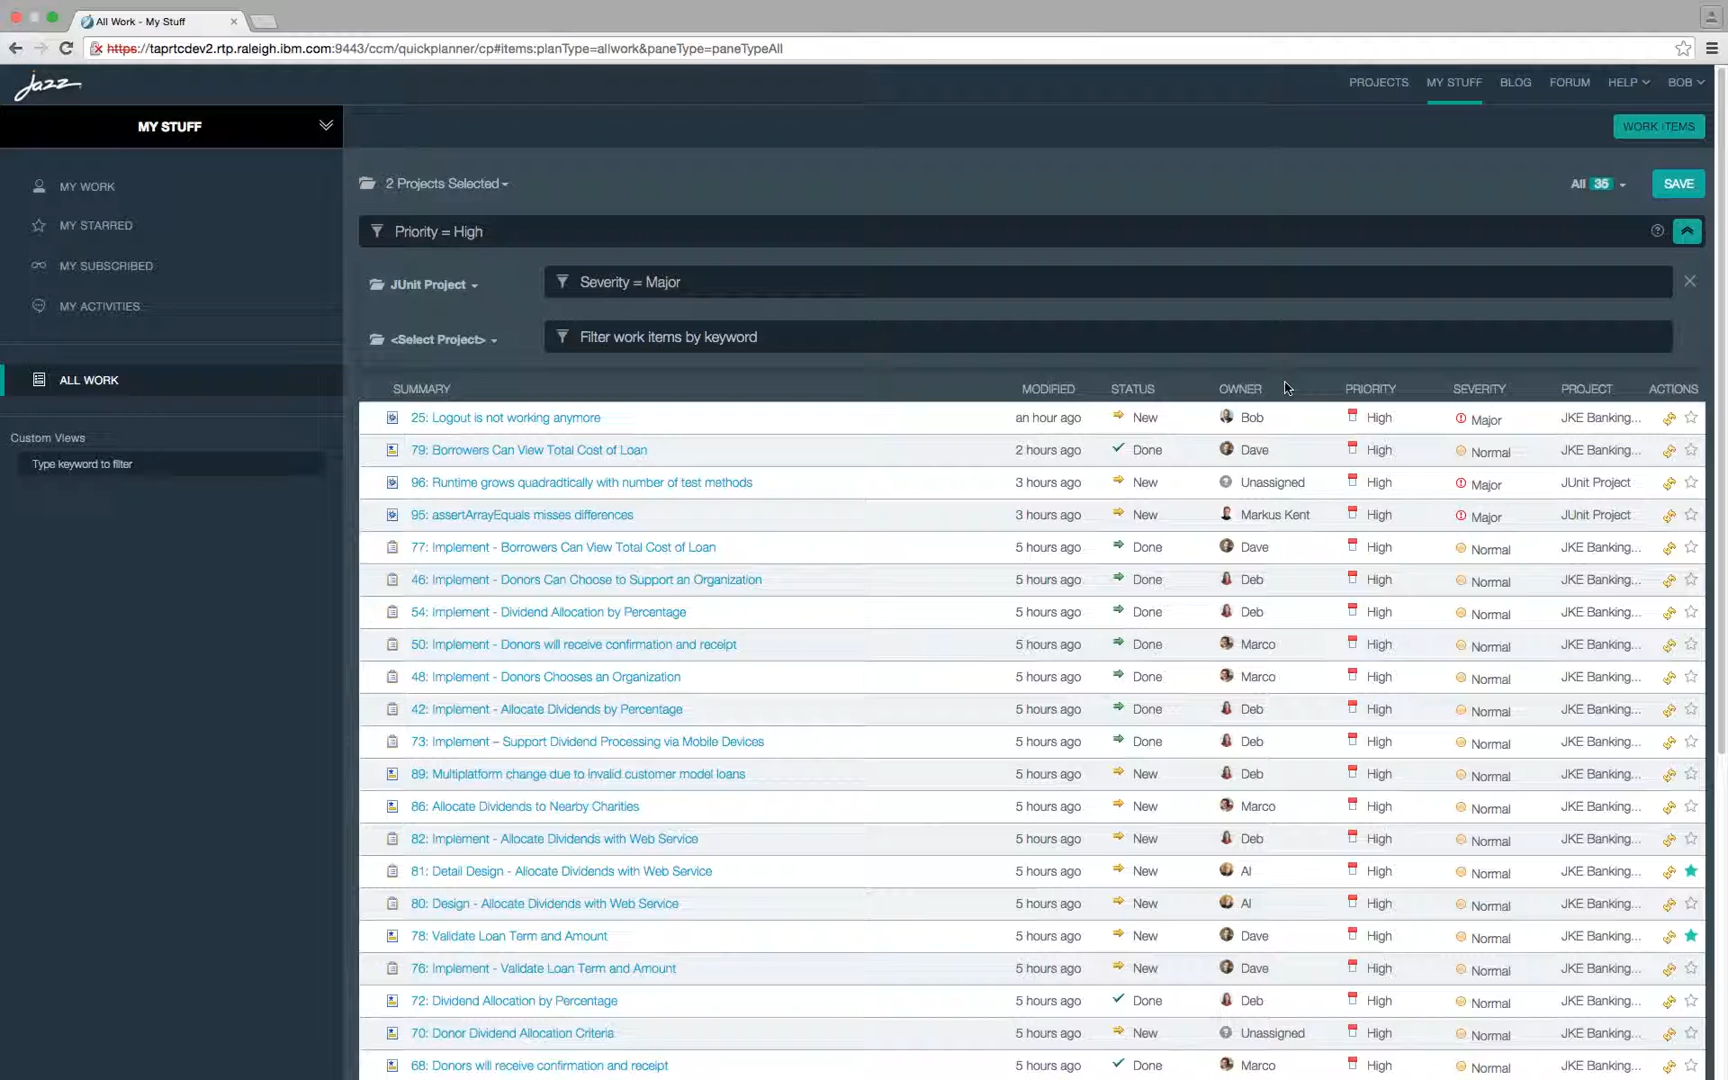 All Work - My Stuff
https://taprtcdev2.rtp.raleigh.ibm.com:9443/ccm/quickplanner/cp#items:planType=allwork&paneType=paneTypeAll
jazz
PROJECTS MY STUFF BLOG FORUM HELP BOB
MY STUFF
WORK ITEMS
MY WORK
MY STARRED
MY SUBSCRIBED
MY ACTIVITIES
ALL WORK
Custom Views
Type keyword to filter
2 Projects Selected
All 35 SAVE
Priority = High
JUnit Project Severity = Major
<Select Project> Filter work items by keyword
SUMMARY MODIFIED STATUS OWNER PRIORITY SEVERITY PROJECT ACTIONS
25: Logout is not working anymore an hour ago New Bob High Major JKE Banking...
79: Borrowers Can View Total Cost of Loan 2 hours ago Done Dave High Normal JKE Banking...
96: Runtime grows quadradtically with number of test methods 3 hours ago New Unassigned High Major JUnit Project
95: assertArrayEquals misses differences 3 hours ago New Markus Kent High Major JUnit Project
77: Implement - Borrowers Can View Total Cost of Loan 5 hours ago Done Dave High Normal JKE Banking...
46: Implement - Donors Can Choose to Support an Organization 5 hours ago Done Deb High Normal JKE Banking...
54: Implement - Dividend Allocation by Percentage 5 hours ago Done Deb High Normal JKE Banking...
50: Implement - Donors will receive confirmation and receipt 5 hours ago Done Marco High Normal JKE Banking...
48: Implement - Donors Chooses an Organization 5 hours ago Done Marco High Normal JKE Banking...
42: Implement - Allocate Dividends by Percentage 5 hours ago Done Deb High Normal JKE Banking...
73: Implement – Support Dividend Processing via Mobile Devices 5 hours ago Done Deb High Normal JKE Banking...
89: Multiplatform change due to invalid customer model loans 5 hours ago New Deb High Normal JKE Banking...
86: Allocate Dividends to Nearby Charities 5 hours ago New Marco High Normal JKE Banking...
82: Implement - Allocate Dividends with Web Service 5 hours ago New Deb High Normal JKE Banking...
81: Detail Design - Allocate Dividends with Web Service 5 hours ago New Al High Normal JKE Banking...
80: Design - Allocate Dividends with Web Service 5 hours ago New Al High Normal JKE Banking...
78: Validate Loan Term and Amount 5 hours ago New Dave High Normal JKE Banking...
76: Implement - Validate Loan Term and Amount 5 hours ago New Dave High Normal JKE Banking...
72: Dividend Allocation by Percentage 5 hours ago Done Deb High Normal JKE Banking...
70: Donor Dividend Allocation Criteria 5 hours ago New Unassigned High Normal JKE Banking...
68: Donors will receive confirmation and receipt 5 hours ago Done Marco High Normal JKE Banking...